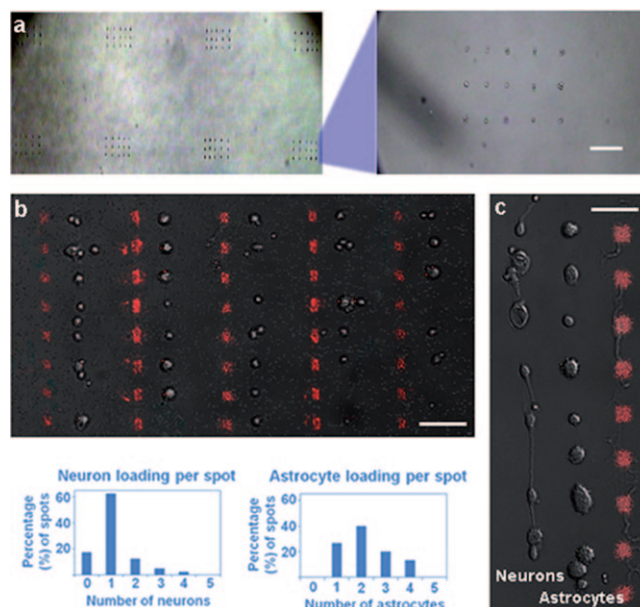 a
b
c
Neurons
Astrocytes
Neuron loading per spot
Percentage
(%) of spots
60
40
20
0 1 2 3 4 5
Number of neurons
Astrocyte loading per spot
Percentage
(%) of spots
60
40
20
0 1 2 3 4 5
Number of astrocytes